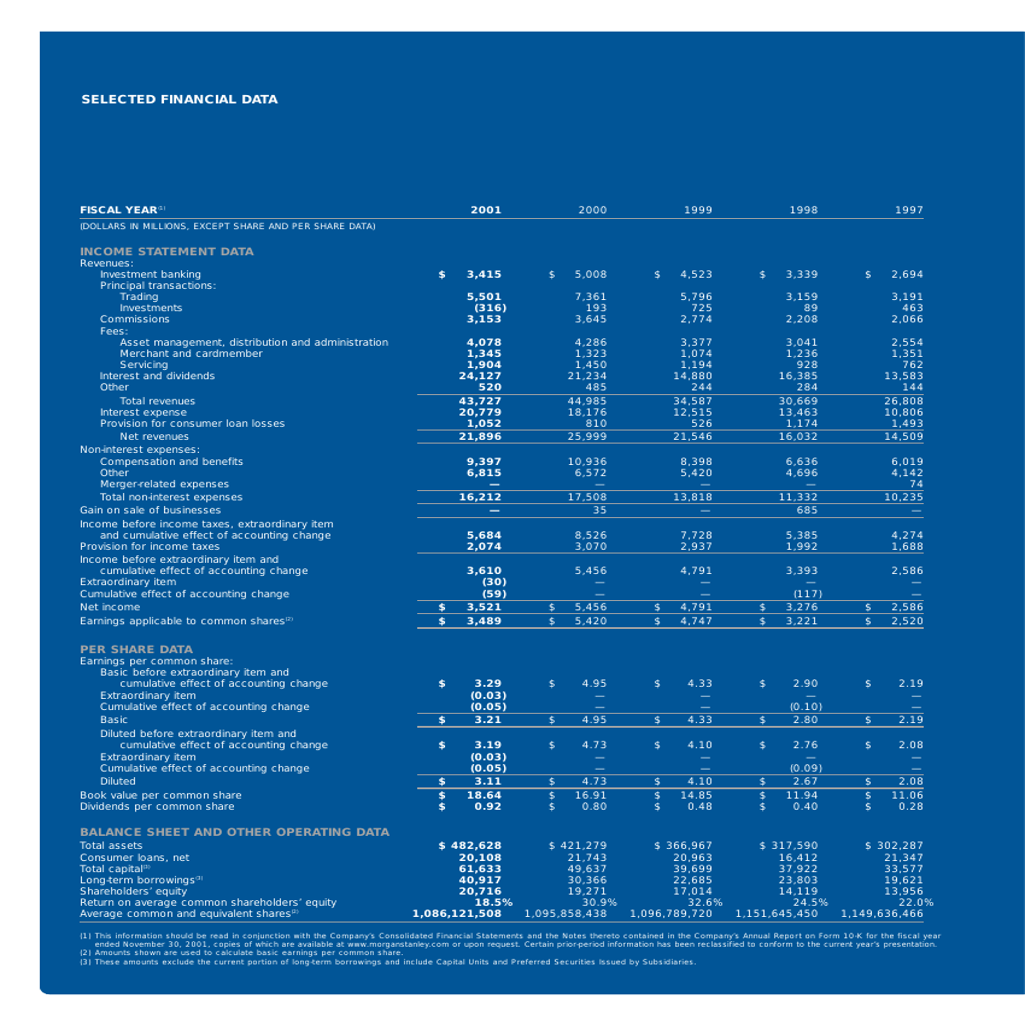 SELECTED FINANCIAL DATA
FISCAL YEAR(1) 2001 2000 1999 1998 1997
(DOLLARS IN MILLIONS, EXCEPT SHARE AND PER SHARE DATA)
INCOME STATEMENT DATA
Revenues:
Investment banking $ 3,415 $ 5,008 $ 4,523 $ 3,339 $ 2,694
Principal transactions:
Trading 5,501 7,361 5,796 3,159 3,191
Investments (316) 193 725 89 463
Commissions 3,153 3,645 2,774 2,208 2,066
Fees:
Asset management, distribution and administration 4,078 4,286 3,377 3,041 2,554
Merchant and cardmember 1,345 1,323 1,074 1,236 1,351
Servicing 1,904 1,450 1,194 928 762
Interest and dividends 24,127 21,234 14,880 16,385 13,583
Other 520 485 244 284 144
Total revenues 43,727 44,985 34,587 30,669 26,808
Interest expense 20,779 18,176 12,515 13,463 10,806
Provision for consumer loan losses 1,052 810 526 1,174 1,493
Net revenues 21,896 25,999 21,546 16,032 14,509
Non-interest expenses:
Compensation and benefits 9,397 10,936 8,398 6,636 6,019
Other 6,815 6,572 5,420 4,696 4,142
Merger-related expenses — — — — 74
Total non-interest expenses 16,212 17,508 13,818 11,332 10,235
Gain on sale of businesses — 35 — 685 —
Income before income taxes, extraordinary item
and cumulative effect of accounting change 5,684 8,526 7,728 5,385 4,274
Provision for income taxes 2,074 3,070 2,937 1,992 1,688
Income before extraordinary item and
cumulative effect of accounting change 3,610 5,456 4,791 3,393 2,586
Extraordinary item (30) — — — —
Cumulative effect of accounting change (59) — — (117) —
Net income $ 3,521 $ 5,456 $ 4,791 $ 3,276 $ 2,586
Earnings applicable to common shares(2) $ 3,489 $ 5,420 $ 4,747 $ 3,221 $ 2,520
PER SHARE DATA
Earnings per common share:
Basic before extraordinary item and
cumulative effect of accounting change $ 3.29 $ 4.95 $ 4.33 $ 2.90 $ 2.19
Extraordinary item (0.03) — — — —
Cumulative effect of accounting change (0.05) — — (0.10) —
Basic $ 3.21 $ 4.95 $ 4.33 $ 2.80 $ 2.19
Diluted before extraordinary item and
cumulative effect of accounting change $ 3.19 $ 4.73 $ 4.10 $ 2.76 $ 2.08
Extraordinary item (0.03) — — — —
Cumulative effect of accounting change (0.05) — — (0.09) —
Diluted $ 3.11 $ 4.73 $ 4.10 $ 2.67 $ 2.08
Book value per common share $ 18.64 $ 16.91 $ 14.85 $ 11.94 $ 11.06
Dividends per common share $ 0.92 $ 0.80 $ 0.48 $ 0.40 $ 0.28
BALANCE SHEET AND OTHER OPERATING DATA
Total assets $ 482,628 $ 421,279 $ 366,967 $ 317,590 $ 302,287
Consumer loans, net 20,108 21,743 20,963 16,412 21,347
Total capital(3) 61,633 49,637 39,699 37,922 33,577
Long-term borrowings(3) 40,917 30,366 22,685 23,803 19,621
Shareholders' equity 20,716 19,271 17,014 14,119 13,956
Return on average common shareholders' equity 18.5% 30.9% 32.6% 24.5% 22.0%
Average common and equivalent shares(2) 1,086,121,508 1,095,858,438 1,096,789,720 1,151,645,450 1,149,636,466
(1) This information should be read in conjunction with the Company's Consolidated Financial Statements and the Notes thereto contained in the Company's Annual Report on Form 10-K for the fiscal year
ended November 30, 2001, copies of which are available at www.morganstanley.com or upon request. Certain prior-period information has been reclassified to conform to the current year's presentation.
(2) Amounts shown are used to calculate basic earnings per common share.
(3) These amounts exclude the current portion of long-term borrowings and include Capital Units and Preferred Securities Issued by Subsidiaries.